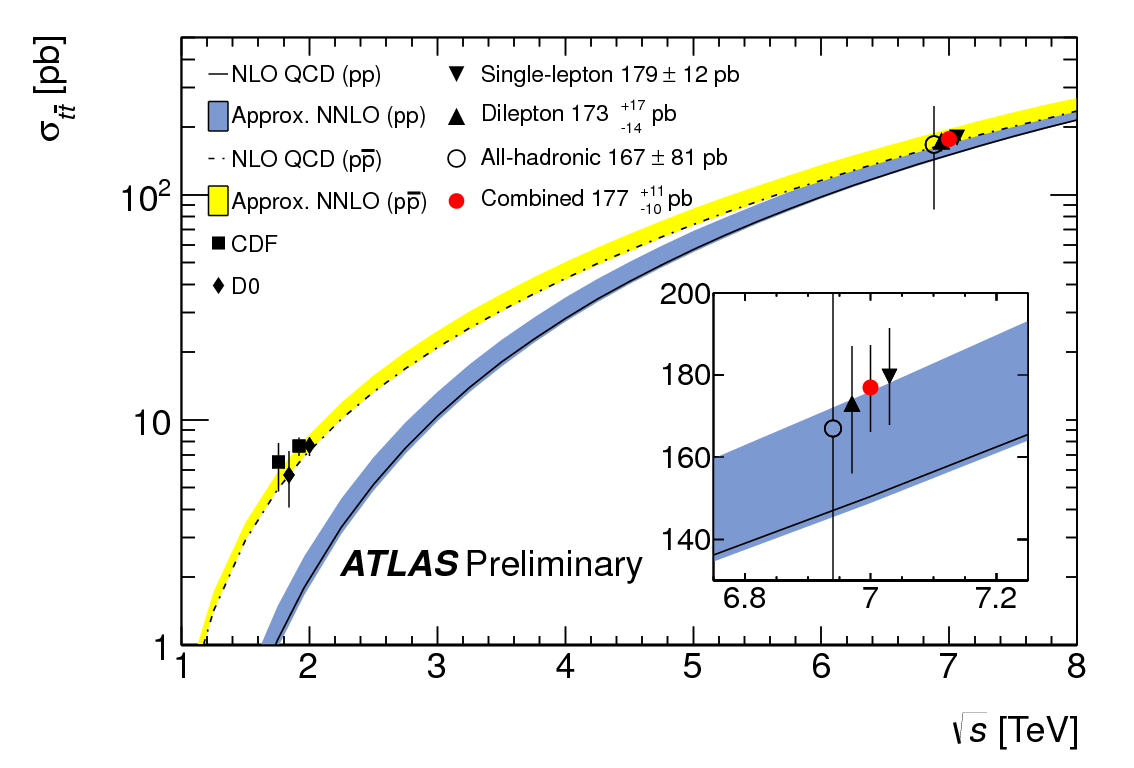 σtt̄ [pb]
NLO QCD (pp)
Approx. NNLO (pp)
NLO QCD (pp̅)
Approx. NNLO (pp̅)
CDF
D0
Single-lepton 179 ± 12 pb
Dilepton 173 +17 -14 pb
All-hadronic 167 ± 81 pb
Combined 177 +11 -10 pb
10²
10
1
200
180
160
140
6.8 7 7.2
ATLAS Preliminary
1 2 3 4 5 6 7 8
√s [TeV]